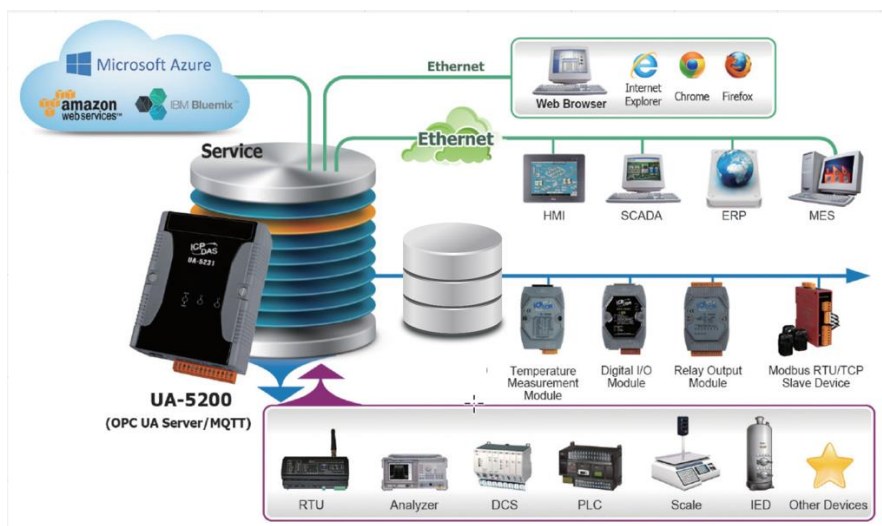 Microsoft Azure
amazon
web services™
IBM Bluemix™
Ethernet
Web Browser
Internet
Explorer
Chrome
Firefox
Service
Ethernet
HMI
SCADA
ERP
MES
ICP
DAS
UA-5231
Temperature
Measurement
Module
Digital I/O
Module
Relay Output
Module
Modbus RTU/TCP
Slave Device
UA-5200
(OPC UA Server/MQTT)
RTU
Analyzer
DCS
PLC
Scale
IED
Other Devices